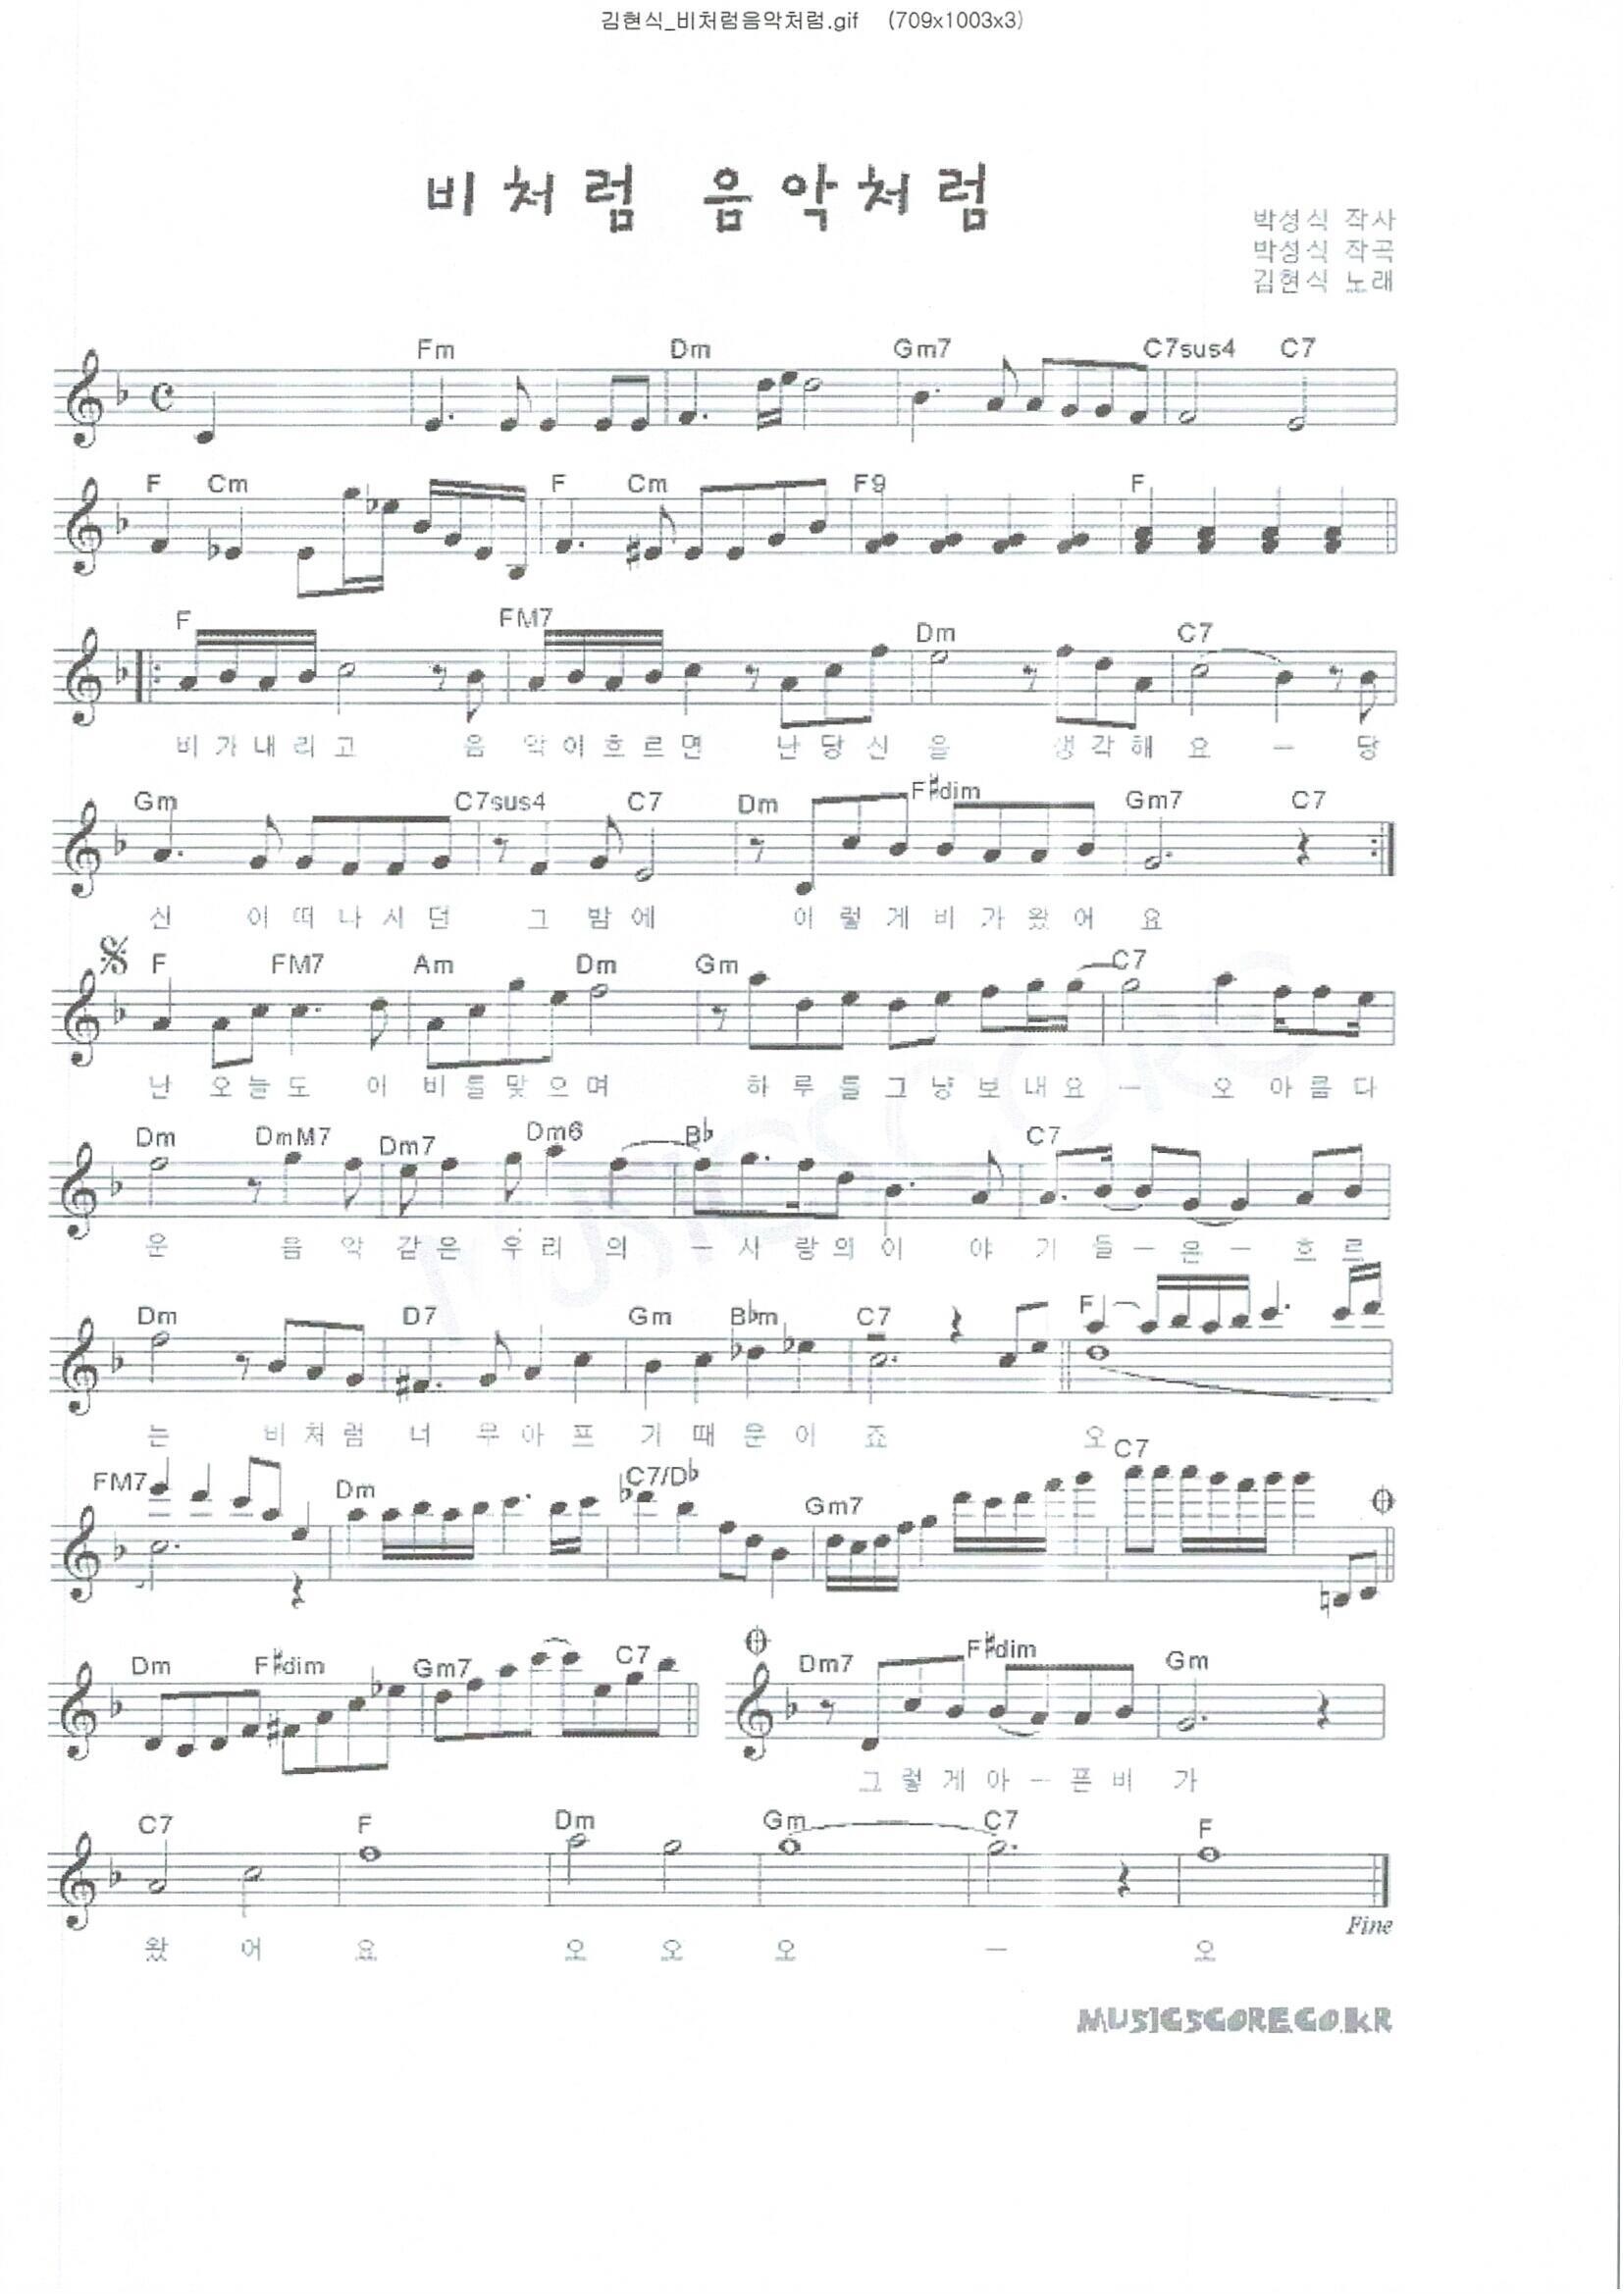 김현식_비처럼음악처럼.gif (709x1003x3)
비처럼 음악처럼
박성식 작사
박성식 작곡
김현식 노래
Fm Dm Gm7 C7sus4 C7
F Cm F Cm F9 F
F FM7 Dm C7
비 가 내 리 고 음 악 이 흐 르 면 난 당 신 을 생 각 해 요 － 당
Gm C7sus4 C7 Dm F#dim Gm7 C7
신 이 떠 나 시 던 그 밤 에 이 렇 게 비 가 왔 어 요
F FM7 Am Dm Gm C7
난 오 늘 도 이 비 를 맞 으 며 하 루 를 그 냥 보 내 요 － 오 아 름 다
Dm DmM7 Dm7 Dm6 B♭ C7
운 음 악 같 은 우 리 의 － 사 랑 의 이 야 기 들 － 은 － 흐 르
Dm D7 Gm B♭m C7 F
는 비 처 럼 너 무 아 프 기 때 문 이 죠 오
FM7 Dm C7/D♭ Gm7 C7
Dm F#dim Gm7 C7 Dm7 F#dim Gm
그 렇 게 아 － 픈 비 가
C7 F Dm Gm C7 F
Fine
왔 어 요 오 오 오 － 오
MUSICSCORE.CO.KR